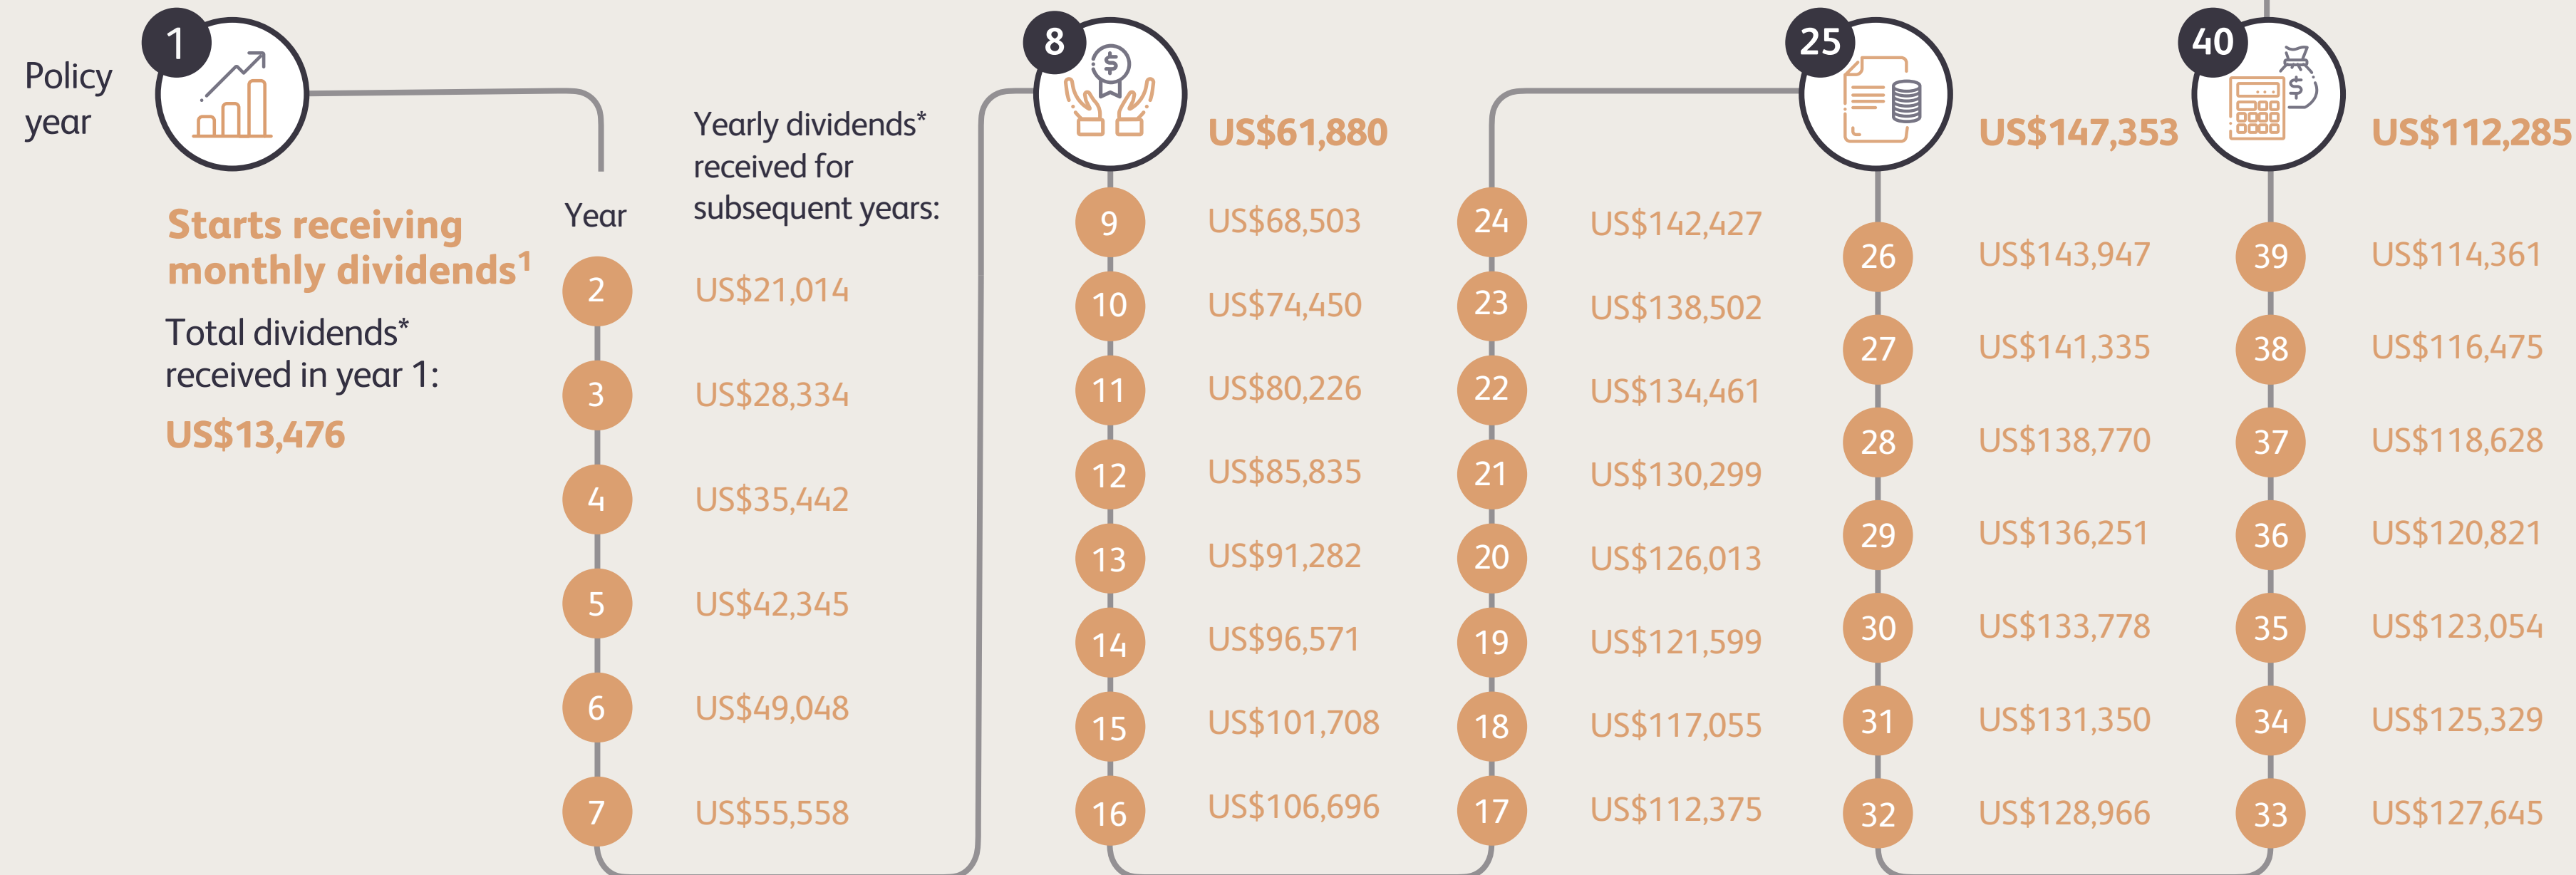 Policy
year
1
Starts receiving
monthly dividends¹
Total dividends*
received in year 1:
US$13,476
Year
Yearly dividends*
received for
subsequent years:
2 US$21,014
3 US$28,334
4 US$35,442
5 US$42,345
6 US$49,048
7 US$55,558
8 US$61,880
9 US$68,503
10 US$74,450
11 US$80,226
12 US$85,835
13 US$91,282
14 US$96,571
15 US$101,708
16 US$106,696
24 US$142,427
23 US$138,502
22 US$134,461
21 US$130,299
20 US$126,013
19 US$121,599
18 US$117,055
17 US$112,375
25 US$147,353
26 US$143,947
27 US$141,335
28 US$138,770
29 US$136,251
30 US$133,778
31 US$131,350
32 US$128,966
40 US$112,285
39 US$114,361
38 US$116,475
37 US$118,628
36 US$120,821
35 US$123,054
34 US$125,329
33 US$127,645